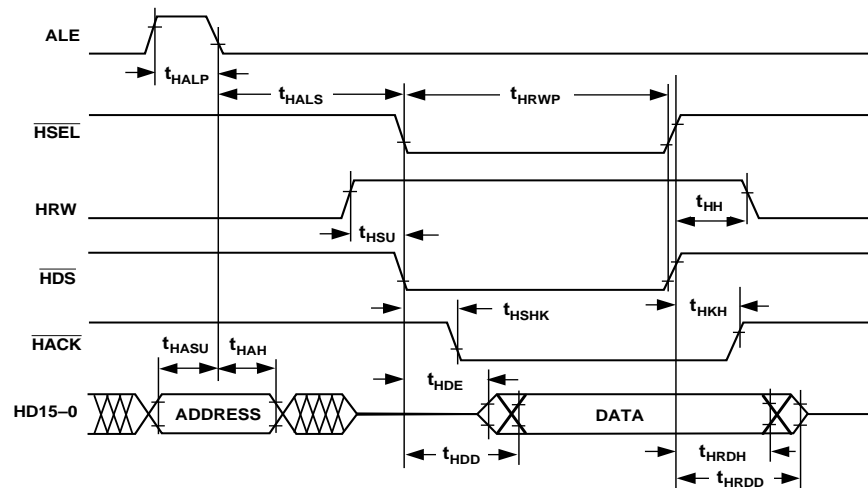 ALE
tHALP
tHALS
tHRWP
HSEL
HRW
tHH
tHSU
HDS
tHSHK
tHKH
HACK
tHASU
tHAH
tHDE
HD15–0
ADDRESS
DATA
tHDD
tHRDH
tHRDD